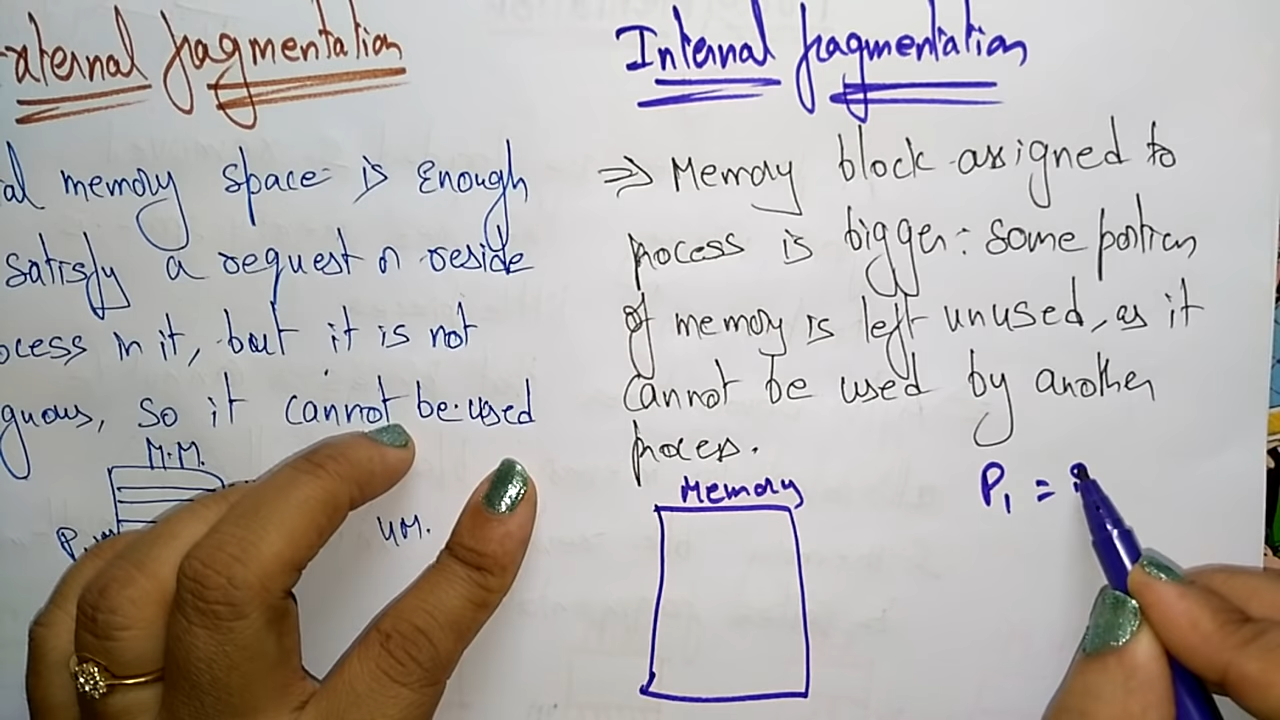 xternal fragmentation
al memory space is Enough
satisfy a request or reside
ocess in it, but it is not
guous, so it cannot be used
M.M.
P1
4M.
Internal fragmentation
⇒ Memory block assigned to
process is bigger. Some portion
of memory is left unused, as it
cannot be used by another
process.
Memory
P1 =